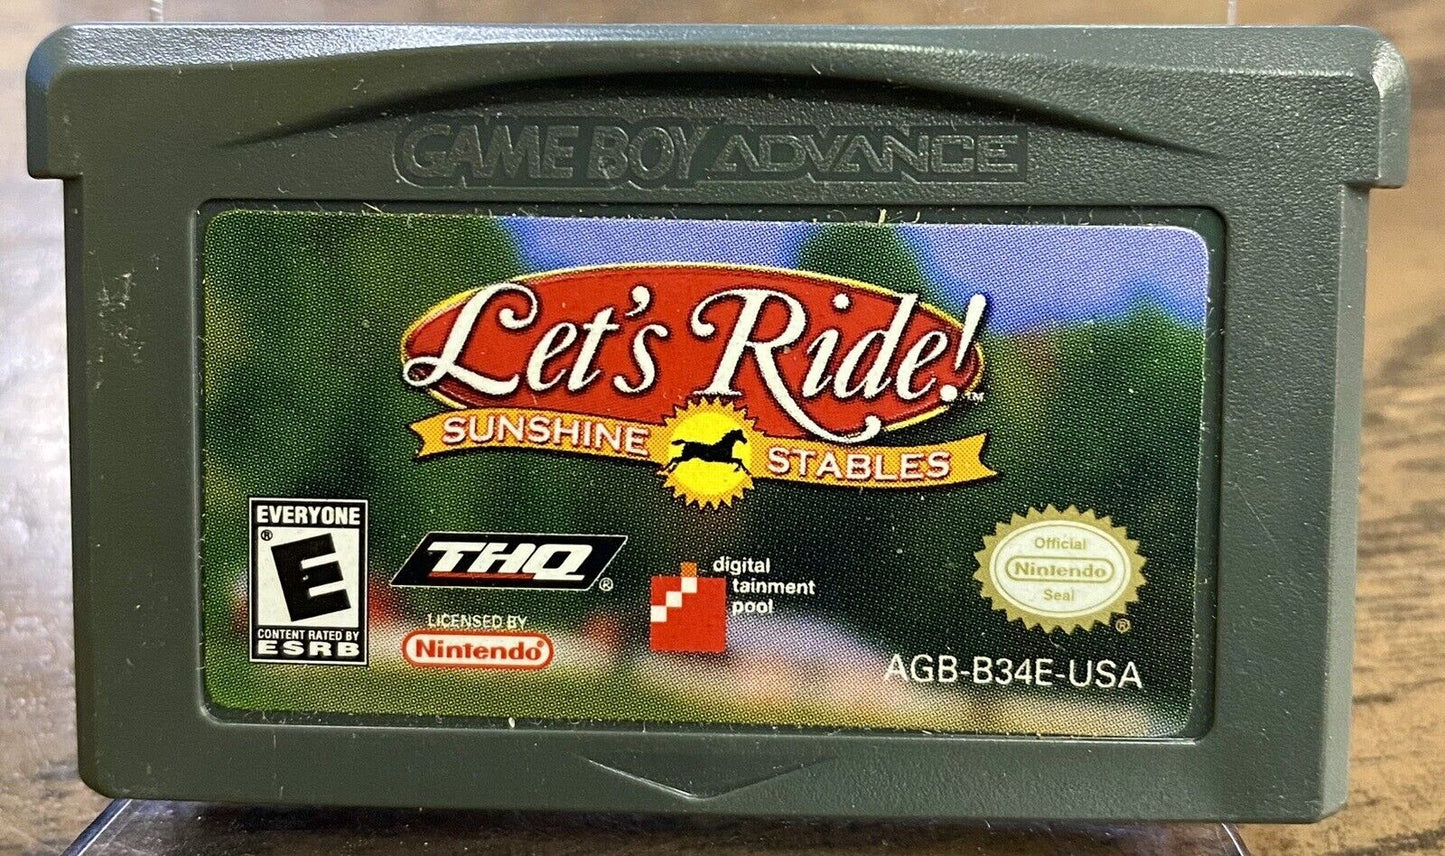 GAME BOY ADVANCE
Let's Ride!™
SUNSHINE STABLES
EVERYONE
E®
CONTENT RATED BY
ESRB
THQ®
LICENSED BY
Nintendo®
digital
tainment
pool
Official
Nintendo
Seal
®
AGB-B34E-USA